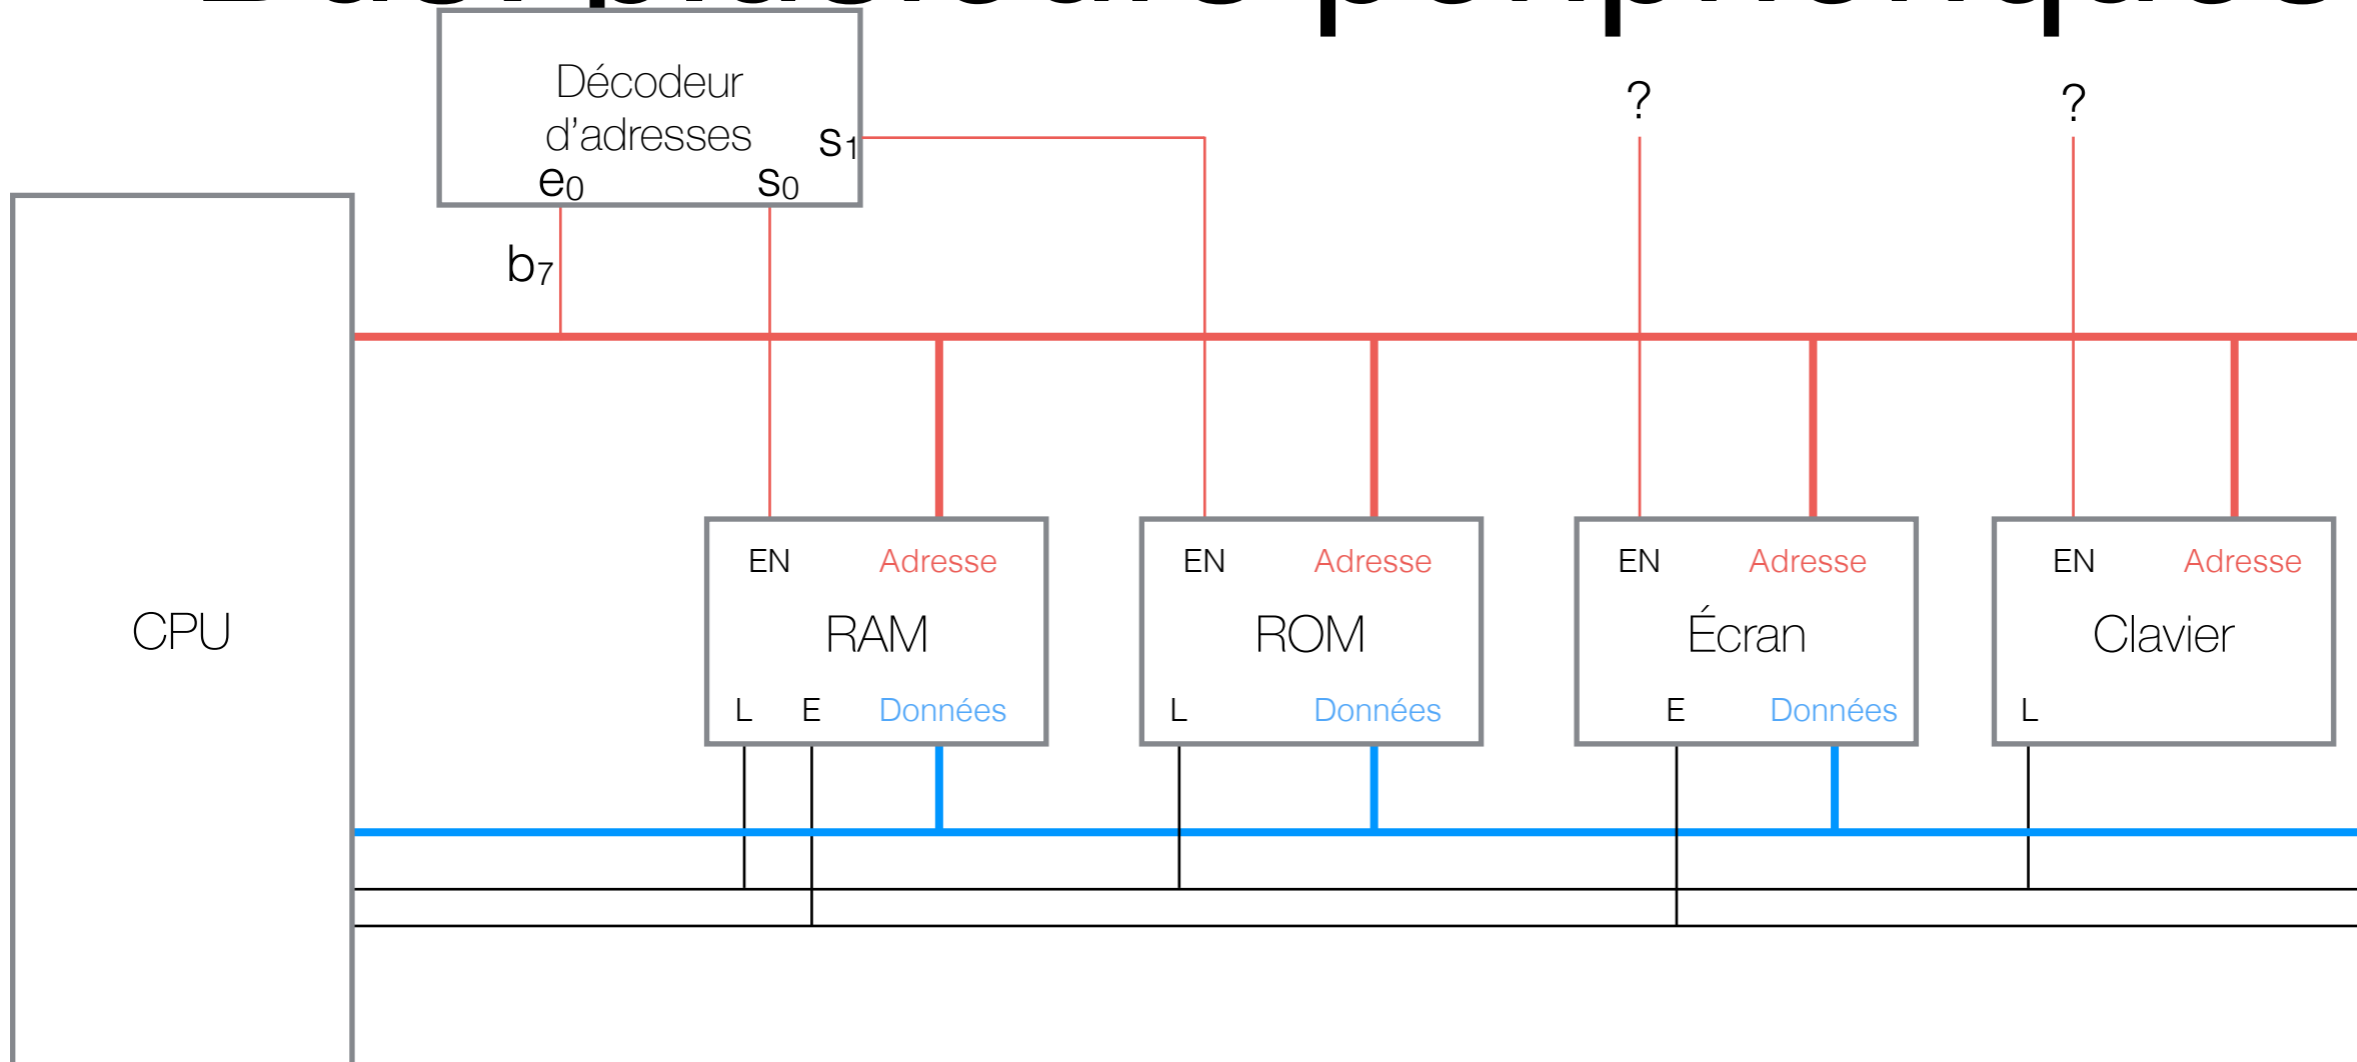 Décodeur
d'adresses
s1
e0
s0
b7
?
?
CPU
EN
Adresse
RAM
L
E
Données
EN
Adresse
ROM
L
Données
EN
Adresse
Écran
E
Données
EN
Adresse
Clavier
L